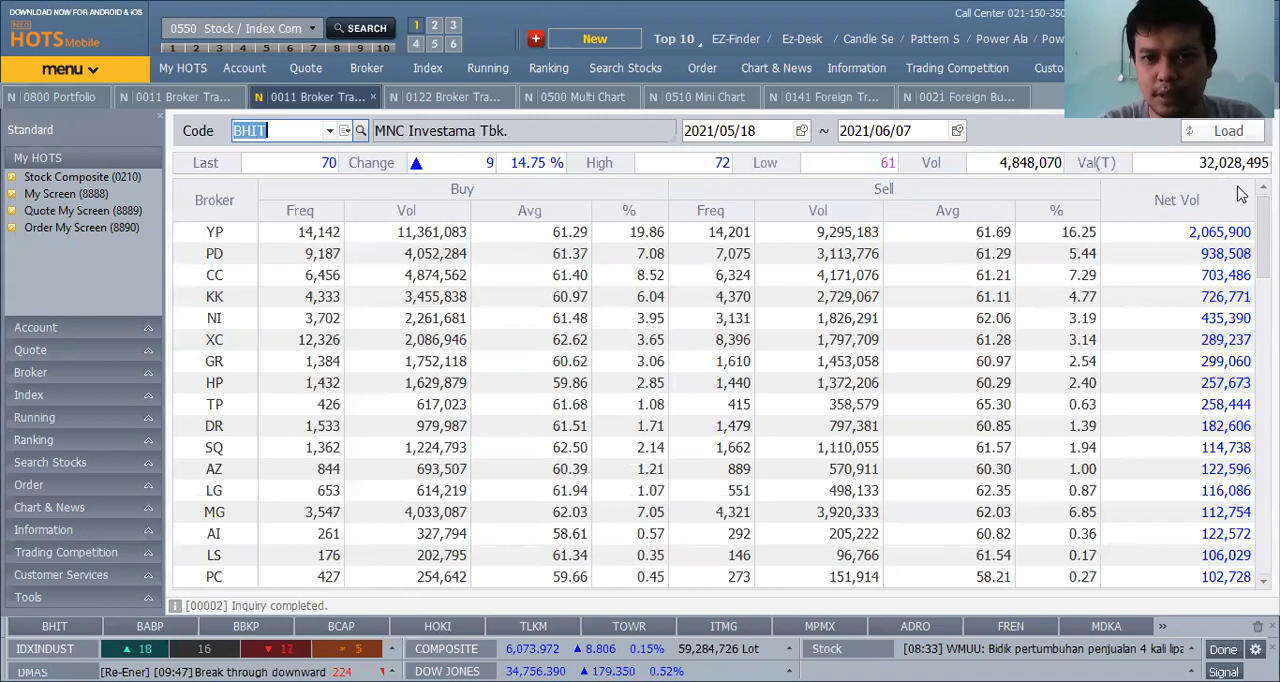 DOWNLOAD NOW FOR ANDROID & iOS
NEO
HOTS Mobile
0550 Stock / Index Com
SEARCH
1 2 3
1 2 3 4 5 6 7 8 9 10
4 5 6
New
Top 10
EZ-Finder
Ez-Desk
Candle Se
Pattern S
Power Ala
Pow
Call Center 021-150-350
menu
My HOTS Account Quote Broker Index Running Ranking Search Stocks Order Chart & News Information Trading Competition Custo
N 0800 Portfolio N 0011 Broker Tra... N 0011 Broker Tra... × N 0122 Broker Tra... N 0500 Multi Chart N 0510 Mini Chart N 0141 Foreign Tr... N 0021 Foreign Bu...
Standard
My HOTS
Stock Composite (0210)
My Screen (8888)
Quote My Screen (8889)
Order My Screen (8890)
Account
Quote
Broker
Index
Running
Ranking
Search Stocks
Order
Chart & News
Information
Trading Competition
Customer Services
Tools
Code BHIT MNC Investama Tbk. 2021/05/18 ~ 2021/06/07 Load
Last 70 Change ▲ 9 14.75 % High 72 Low 61 Vol 4,848,070 Val(T) 32,028,495
Broker Buy Sell Net Vol
Freq Vol Avg % Freq Vol Avg %
YP 14,142 11,361,083 61.29 19.86 14,201 9,295,183 61.69 16.25 2,065,900
PD 9,187 4,052,284 61.37 7.08 7,075 3,113,776 61.29 5.44 938,508
CC 6,456 4,874,562 61.40 8.52 6,324 4,171,076 61.21 7.29 703,486
KK 4,333 3,455,838 60.97 6.04 4,370 2,729,067 61.11 4.77 726,771
NI 3,702 2,261,681 61.48 3.95 3,131 1,826,291 62.06 3.19 435,390
XC 12,326 2,086,946 62.62 3.65 8,396 1,797,709 61.28 3.14 289,237
GR 1,384 1,752,118 60.62 3.06 1,610 1,453,058 60.97 2.54 299,060
HP 1,432 1,629,879 59.86 2.85 1,440 1,372,206 60.29 2.40 257,673
TP 426 617,023 61.68 1.08 415 358,579 65.30 0.63 258,444
DR 1,533 979,987 61.51 1.71 1,479 797,381 60.85 1.39 182,606
SQ 1,362 1,224,793 62.50 2.14 1,662 1,110,055 61.57 1.94 114,738
AZ 844 693,507 60.39 1.21 889 570,911 60.30 1.00 122,596
LG 653 614,219 61.94 1.07 551 498,133 62.35 0.87 116,086
MG 3,547 4,033,087 62.03 7.05 4,321 3,920,333 62.03 6.85 112,754
AI 261 327,794 58.61 0.57 292 205,222 60.82 0.36 122,572
LS 176 202,795 61.34 0.35 146 96,766 61.54 0.17 106,029
PC 427 254,642 59.66 0.45 273 151,914 58.21 0.27 102,728
[00002] Inquiry completed.
BHIT BABP BBKP BCAP HOKI TLKM TOWR ITMG MPMX ADRO FREN MDKA »
IDXINDUST ▲ 18 16 ▼ 17 = 5 COMPOSITE 6,073.972 ▲ 8.806 0.15% 59,284,726 Lot Stock [08:33] WMUU: Bidik pertumbuhan penjualan 4 kali lipa Done
DMAS [Re-Ener] [09:47]Break through downward 224 DOW JONES 34,756.390 ▲ 179.350 0.52% Signal